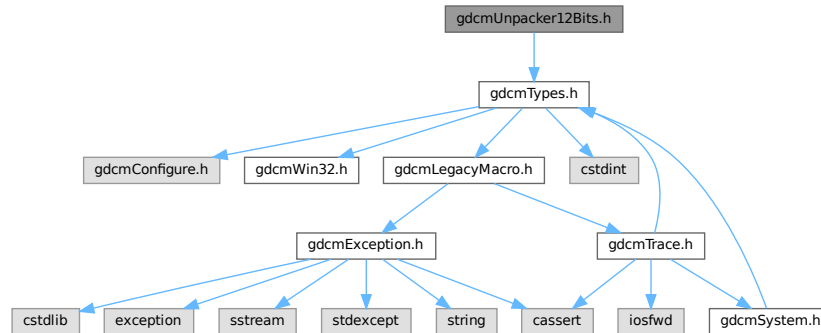 gdcmUnpacker12Bits.h
gdcmTypes.h
gdcmConfigure.h
gdcmWin32.h
gdcmLegacyMacro.h
cstdint
gdcmException.h
gdcmTrace.h
cstdlib
exception
sstream
stdexcept
string
cassert
iosfwd
gdcmSystem.h